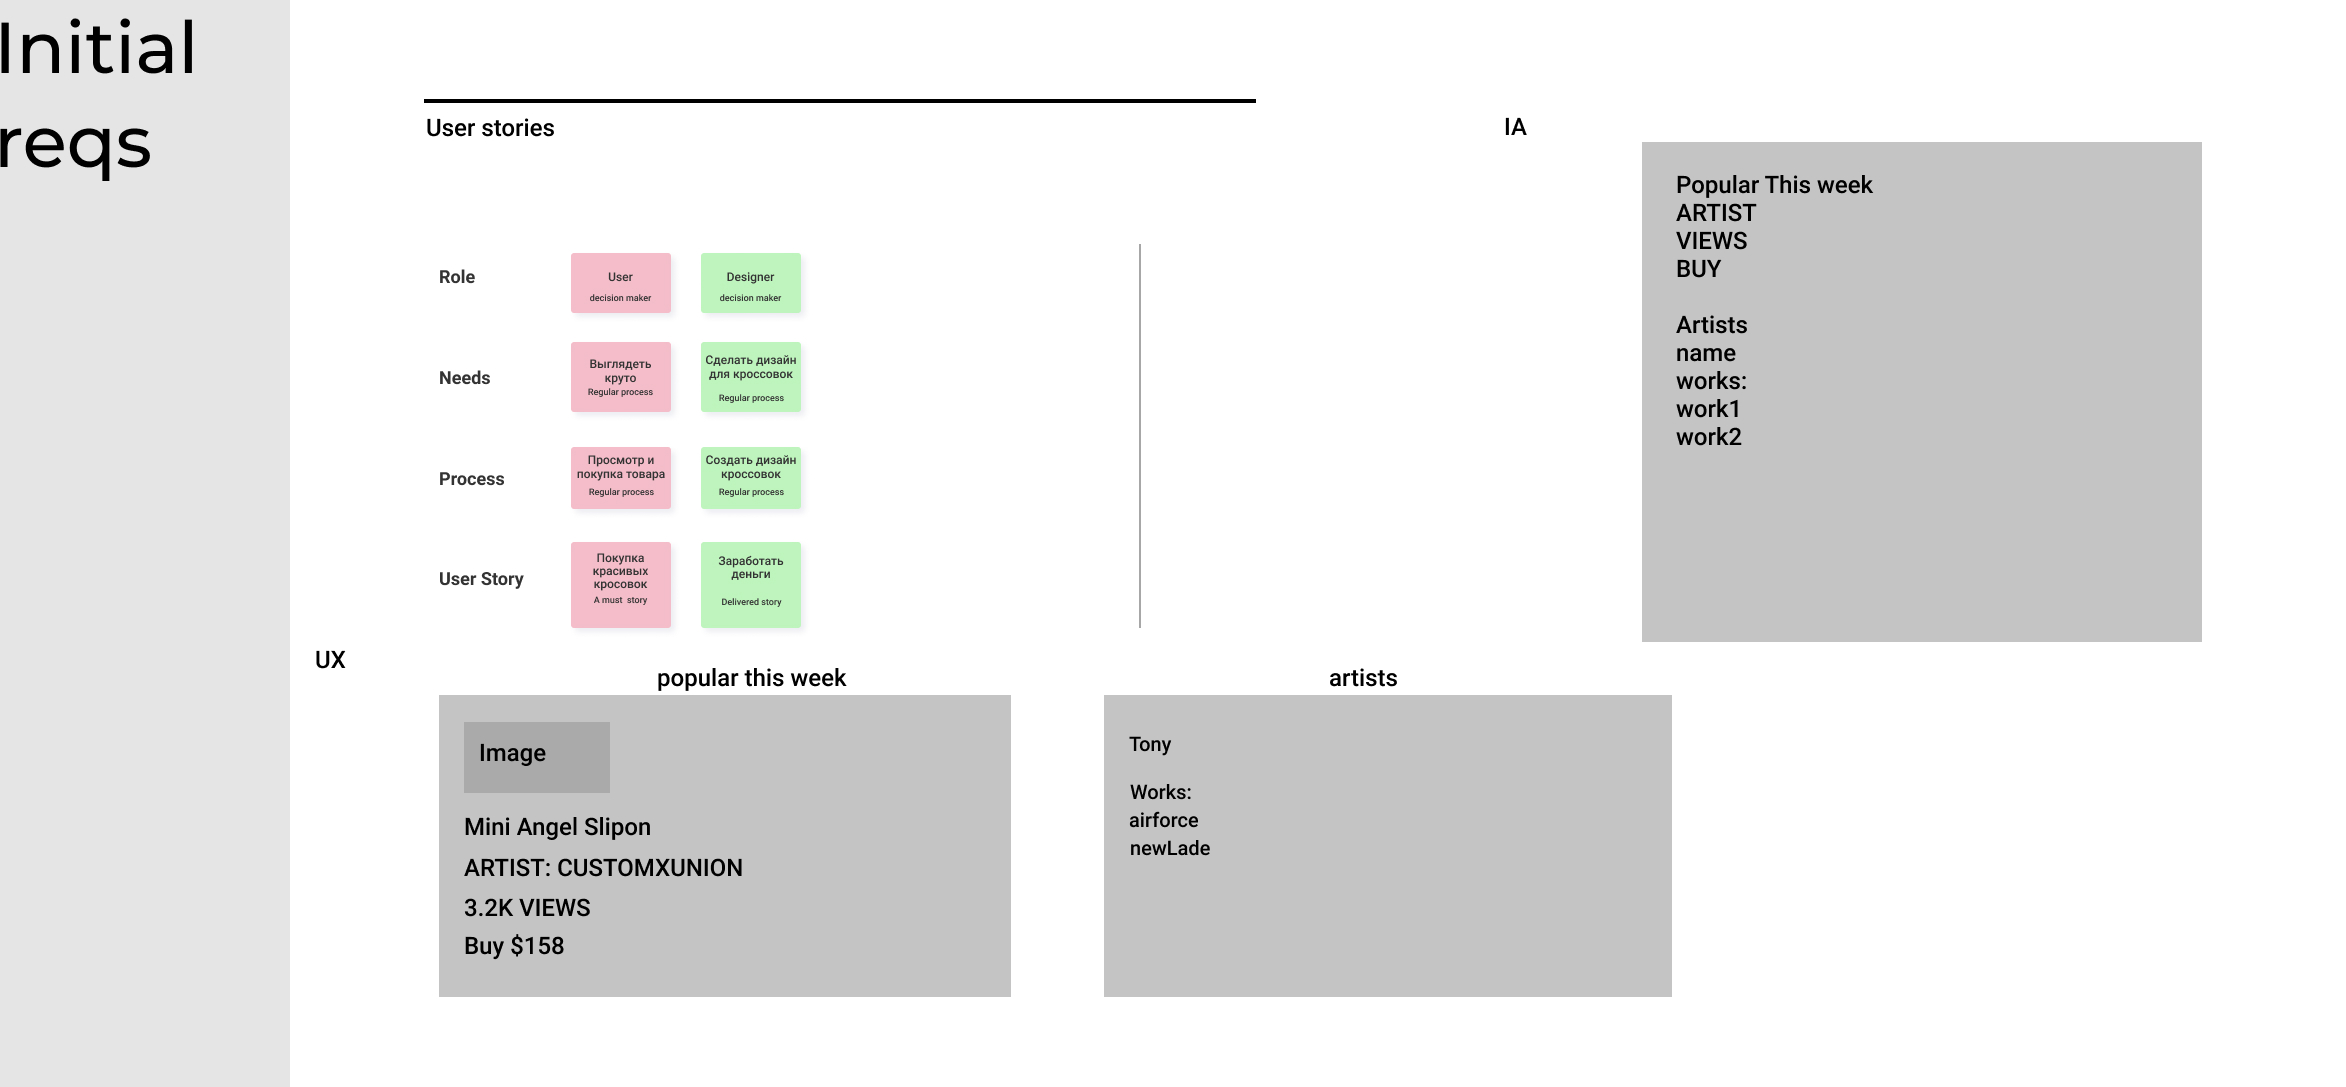 Initial
reqs
User stories
IA
Popular This week
ARTIST
VIEWS
BUY
Artists
name
works:
work1
work2
Role
User
decision maker
Designer
decision maker
Needs
Выглядеть
круто
Regular process
Сделать дизайн
для кроссовок
Regular process
Process
Просмотр и
покупка товара
Regular process
Создать дизайн
кроссовок
Regular process
User Story
Покупка
красивых
кросовок
A must story
Заработать
деньги
Delivered story
UX
popular this week
Image
Mini Angel Slipon
ARTIST: CUSTOMXUNION
3.2K VIEWS
Buy $158
artists
Tony
Works:
airforce
newLade